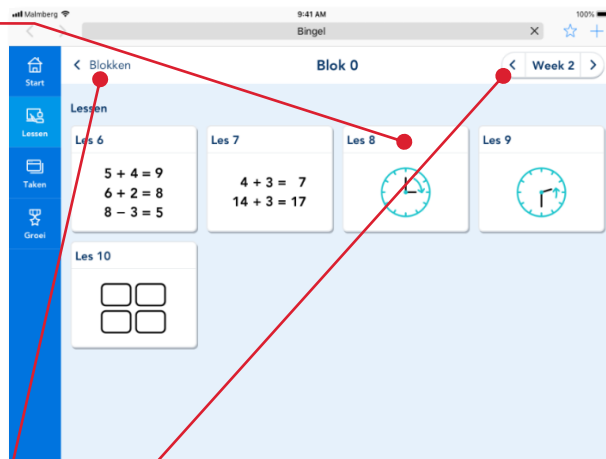 Malmberg 9:41 AM 100%
Bingel
Start
Lessen
Taken
Groei
Blokken Blok 0 Week 2
Lessen
Les 6
5 + 4 = 9
6 + 2 = 8
8 – 3 = 5
Les 7
4 + 3 = 7
14 + 3 = 17
Les 8
Les 9
Les 10